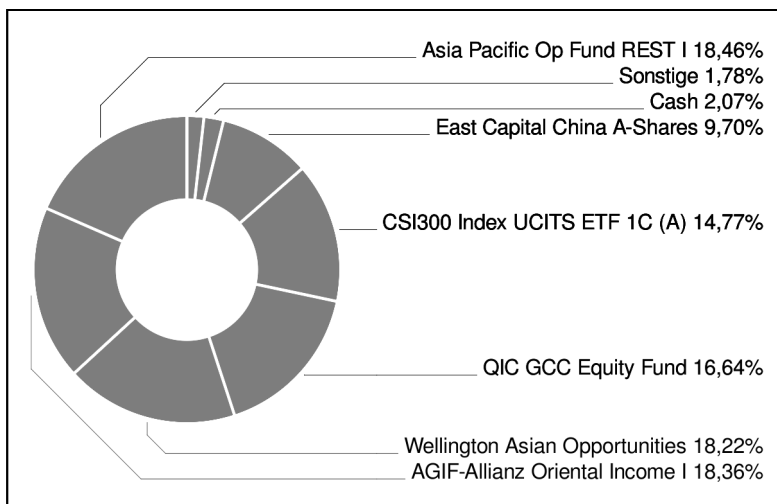 Asia Pacific Op Fund REST I 18,46%
Sonstige 1,78%
Cash 2,07%
East Capital China A-Shares 9,70%
CSI300 Index UCITS ETF 1C (A) 14,77%
QIC GCC Equity Fund 16,64%
Wellington Asian Opportunities 18,22%
AGIF-Allianz Oriental Income I 18,36%